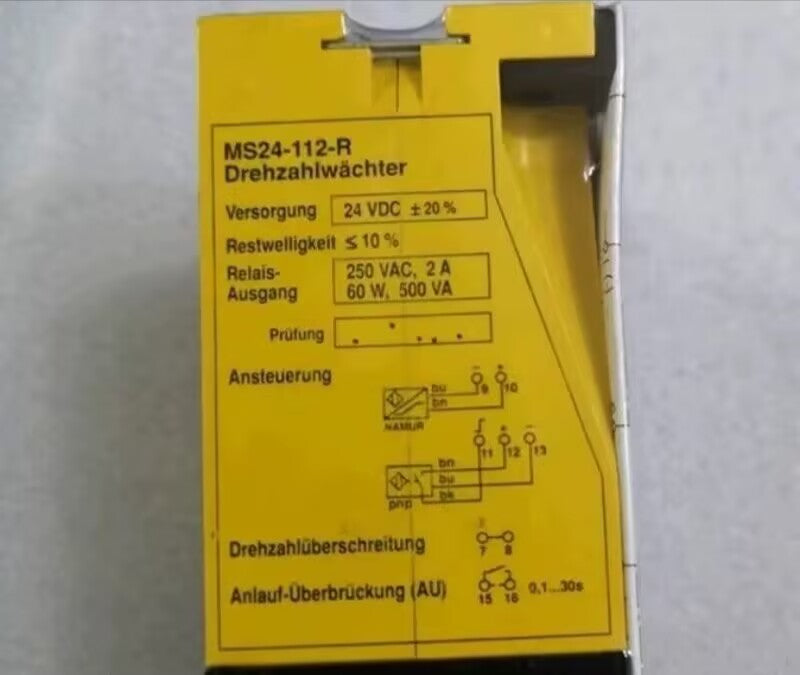 MS24-112-R
Drehzahlwächter
Versorgung 24 VDC ±20%
Restwelligkeit ≤10%
Relais- 250 VAC, 2 A
Ausgang 60 W, 500 VA
Prüfung
Ansteuerung
- +
bu 9 10
bn
NAMUR
+ -
11 12 13
bn
bu
bk
pnp
Drehzahlüberschreitung
7 8
Anlauf-Überbrückung (AU) 0,1...30s
15 16